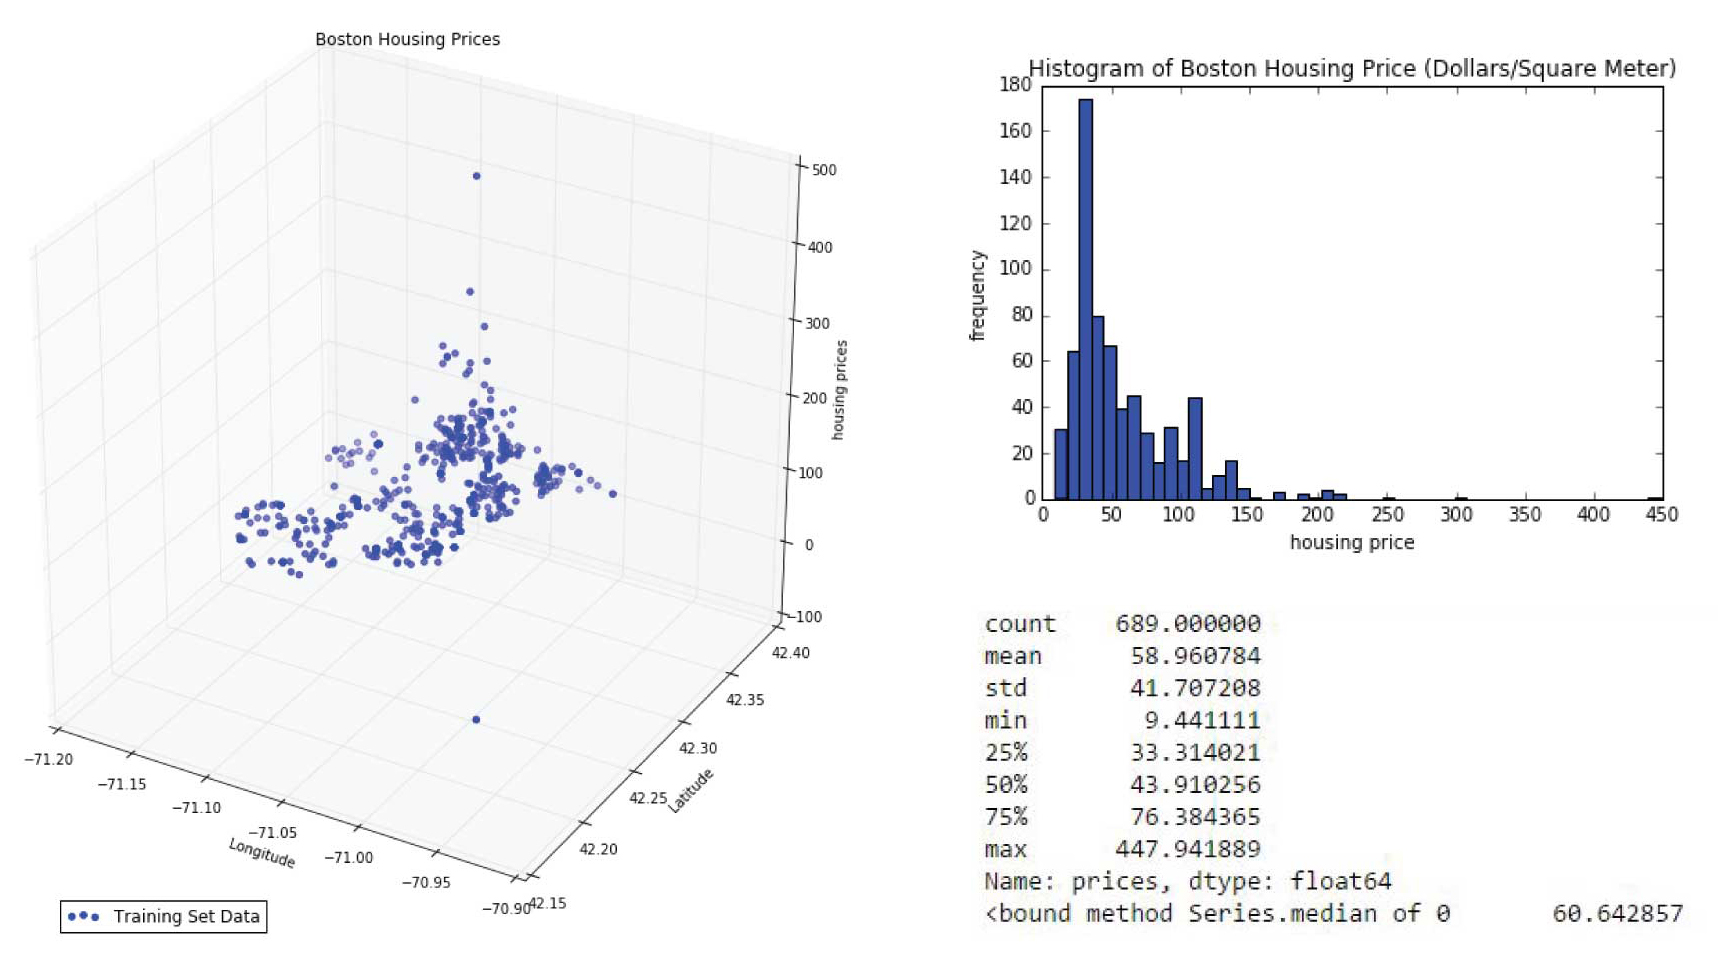 Boston Housing Prices
500
400
300
200
100
0
−100
housing prices
42.40
42.35
42.30
42.25
42.20
42.15
Latitude
−71.20
−71.15
−71.10
−71.05
−71.00
−70.95
−70.90
Longitude
Training Set Data
Histogram of Boston Housing Price (Dollars/Square Meter)
180
160
140
120
100
80
60
40
20
0
frequency
0 50 100 150 200 250 300 350 400 450
housing price
count 689.000000
mean 58.960784
std 41.707208
min 9.441111
25% 33.314021
50% 43.910256
75% 76.384365
max 447.941889
Name: prices, dtype: float64
<bound method Series.median of 0 60.642857